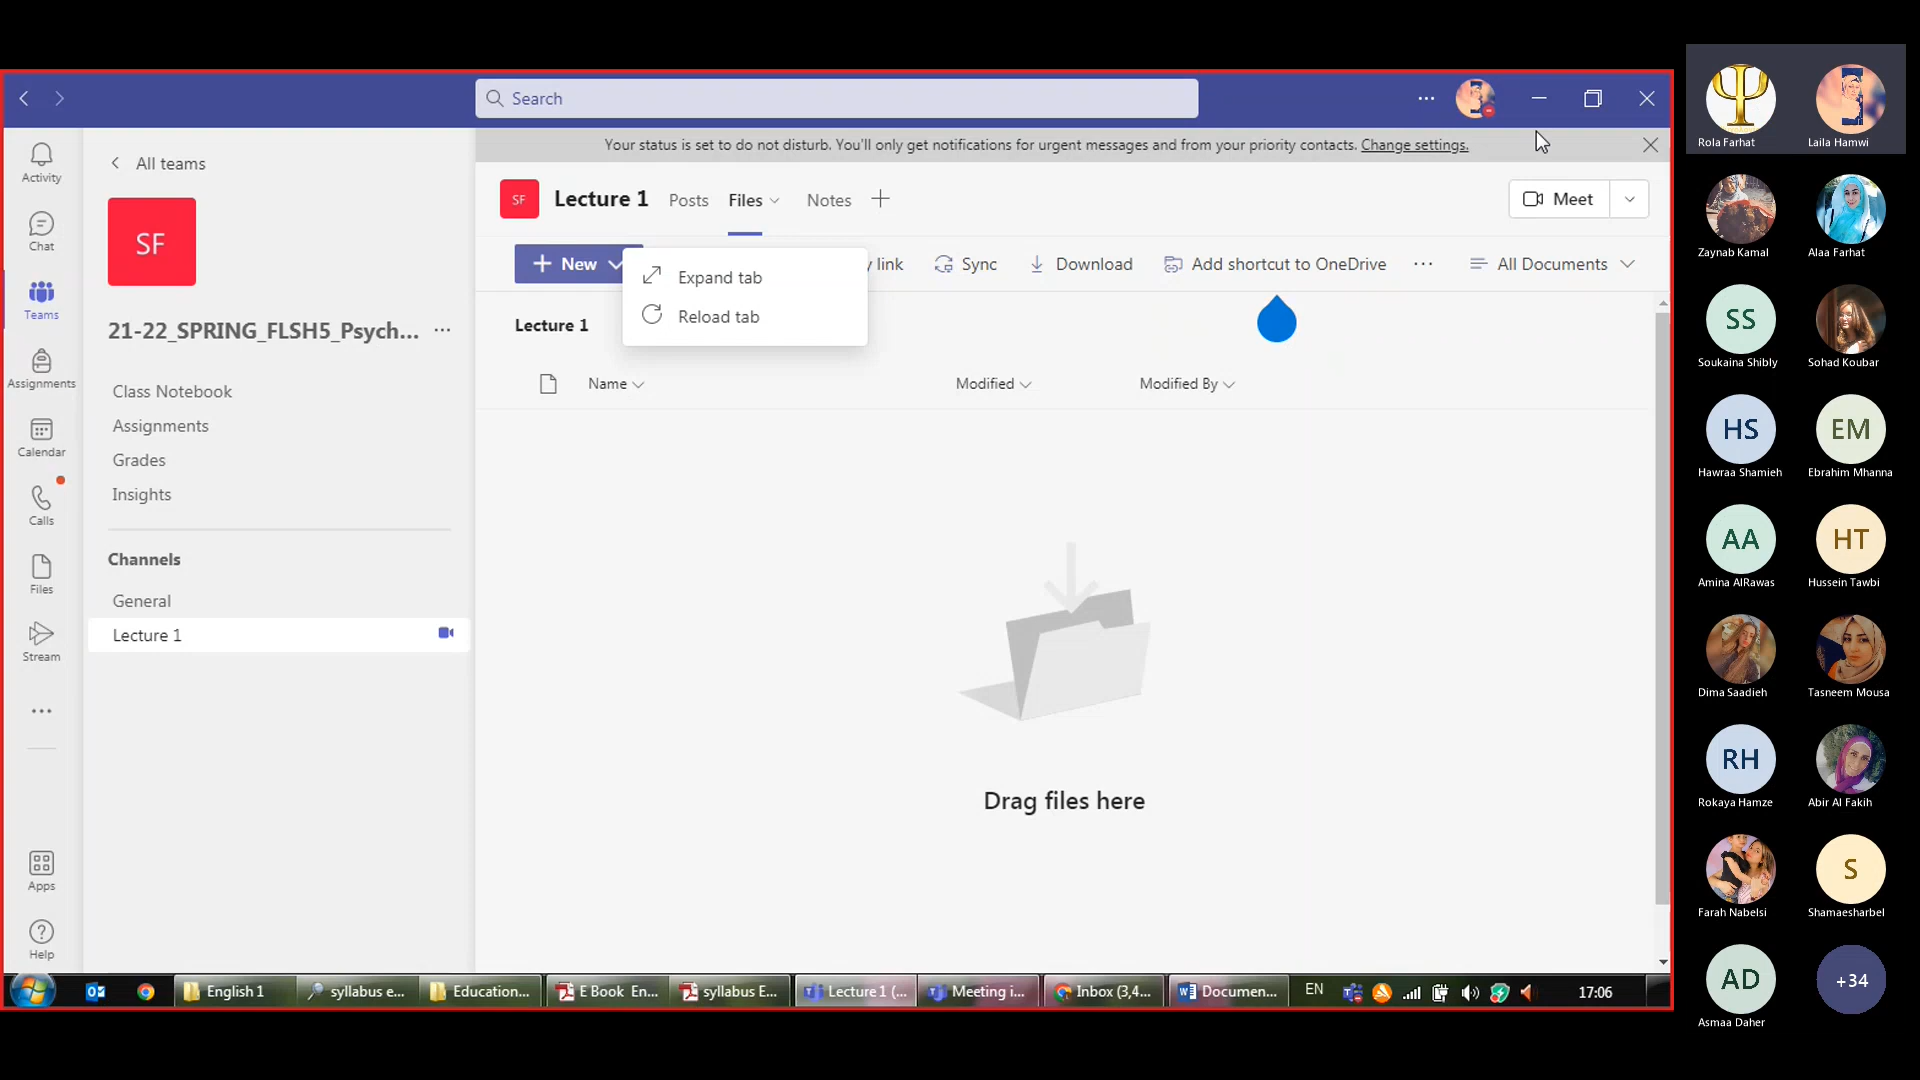 Search
Your status is set to do not disturb. You'll only get notifications for urgent messages and from your priority contacts. Change settings.
Activity
Chat
Teams
Assignments
Calendar
Calls
Files
Stream
Apps
Help
All teams
SF
21-22_SPRING_FLSH5_Psych...
Class Notebook
Assignments
Grades
Insights
Channels
General
Lecture 1
SF Lecture 1 Posts Files Notes
Meet
New
Expand tab
Reload tab
link Sync Download Add shortcut to OneDrive All Documents
Lecture 1
Name Modified Modified By
Drag files here
English 1 syllabus e... Education... E Book En... syllabus E... Lecture 1 (... Meeting i... Inbox (3,4... Documen... EN 17:06
Rola Farhat
Laila Hamwi
Zaynab Kamal
Alaa Farhat
SS
Soukaina Shibly
Sohad Koubar
HS
Hawraa Shamieh
EM
Ebrahim Mhanna
AA
Amina AlRawas
HT
Hussein Tawbi
Dima Saadieh
Tasneem Mousa
RH
Rokaya Hamze
Abir Al Fakih
Farah Nabelsi
S
Shamaesharbel
AD
Asmaa Daher
+34